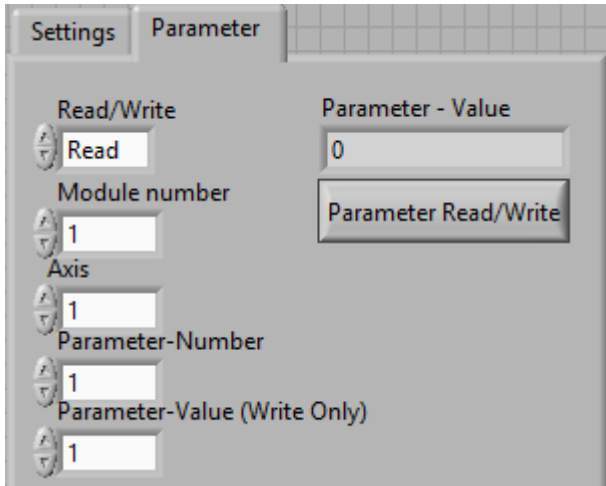 Settings
Parameter
Read/Write
Read
Module number
1
Axis
1
Parameter-Number
1
Parameter-Value (Write Only)
1
Parameter - Value
0
Parameter Read/Write